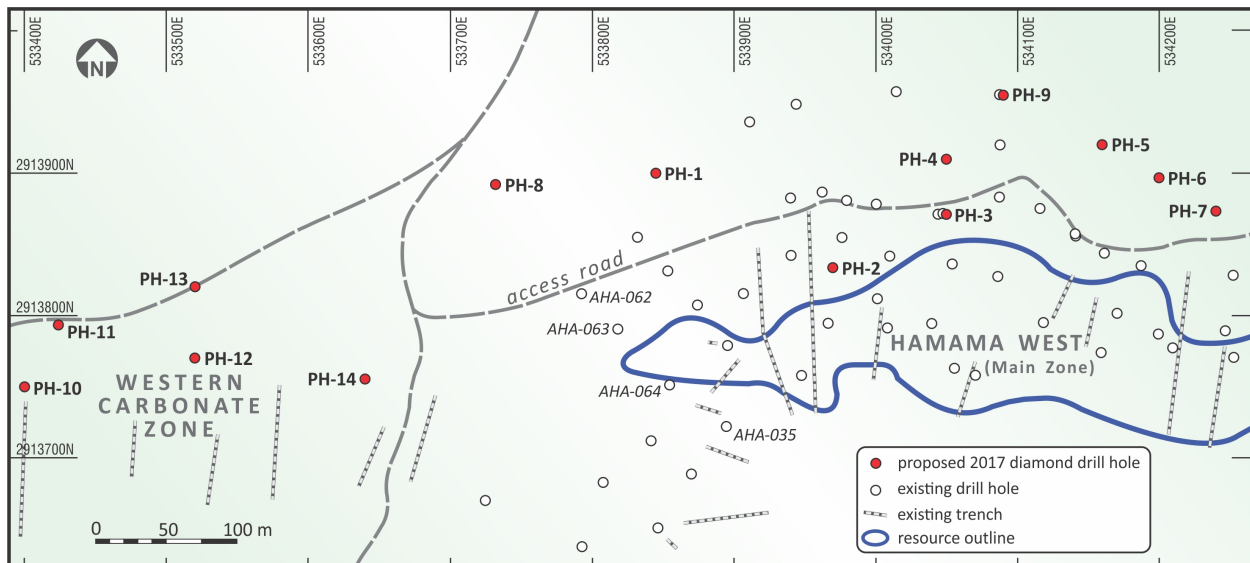 533400E
533500E
533600E
533700E
533800E
533900E
534000E
534100E
534200E
N
PH-9
PH-4
PH-5
2913900N
PH-1
PH-6
PH-8
PH-7
PH-3
access road
PH-2
PH-13
AHA-062
2913800N
PH-11
AHA-063
HAMAMA WEST
(Main Zone)
PH-12
PH-14
PH-10
WESTERN
CARBONATE
ZONE
AHA-064
AHA-035
2913700N
proposed 2017 diamond drill hole
existing drill hole
existing trench
resource outline
0 50 100 m